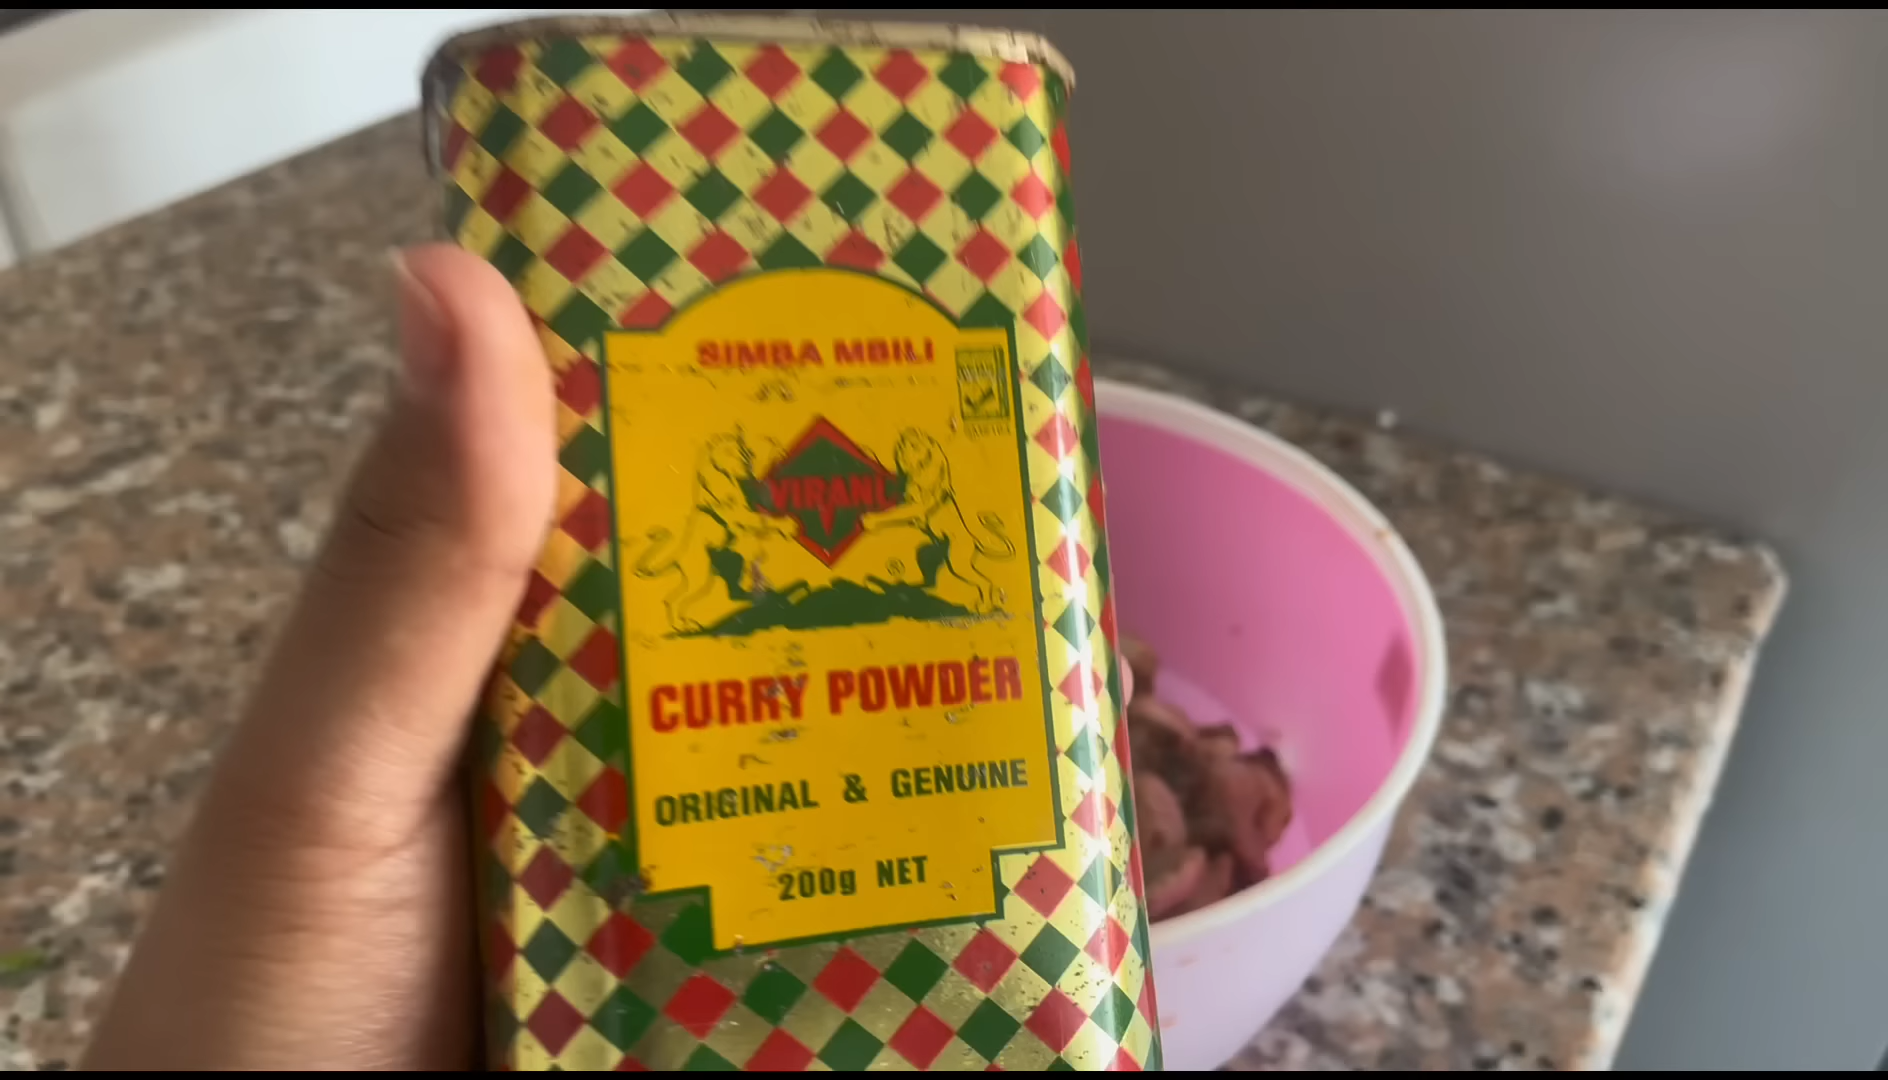 SIMBA MBILI
VIRANI
®
CURRY POWDER
ORIGINAL & GENUINE
200g NET